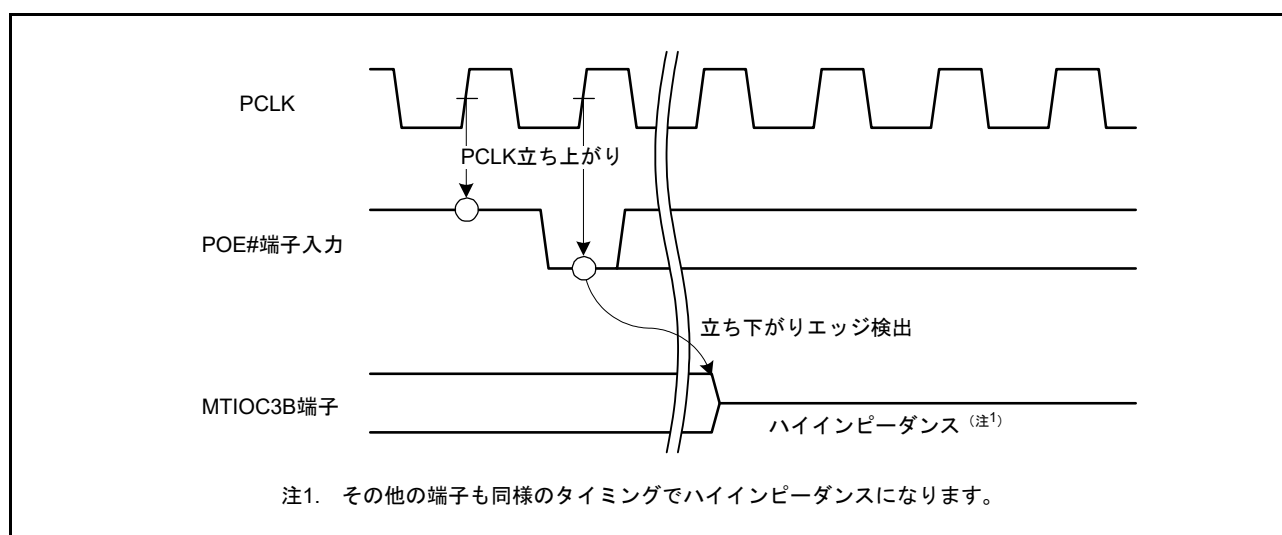 PCLK
PCLK立ち上がり
POE#端子入力
立ち下がりエッジ検出
MTIOC3B端子
ハイインピーダンス（注1）
注1. その他の端子も同様のタイミングでハイインピーダンスになります。